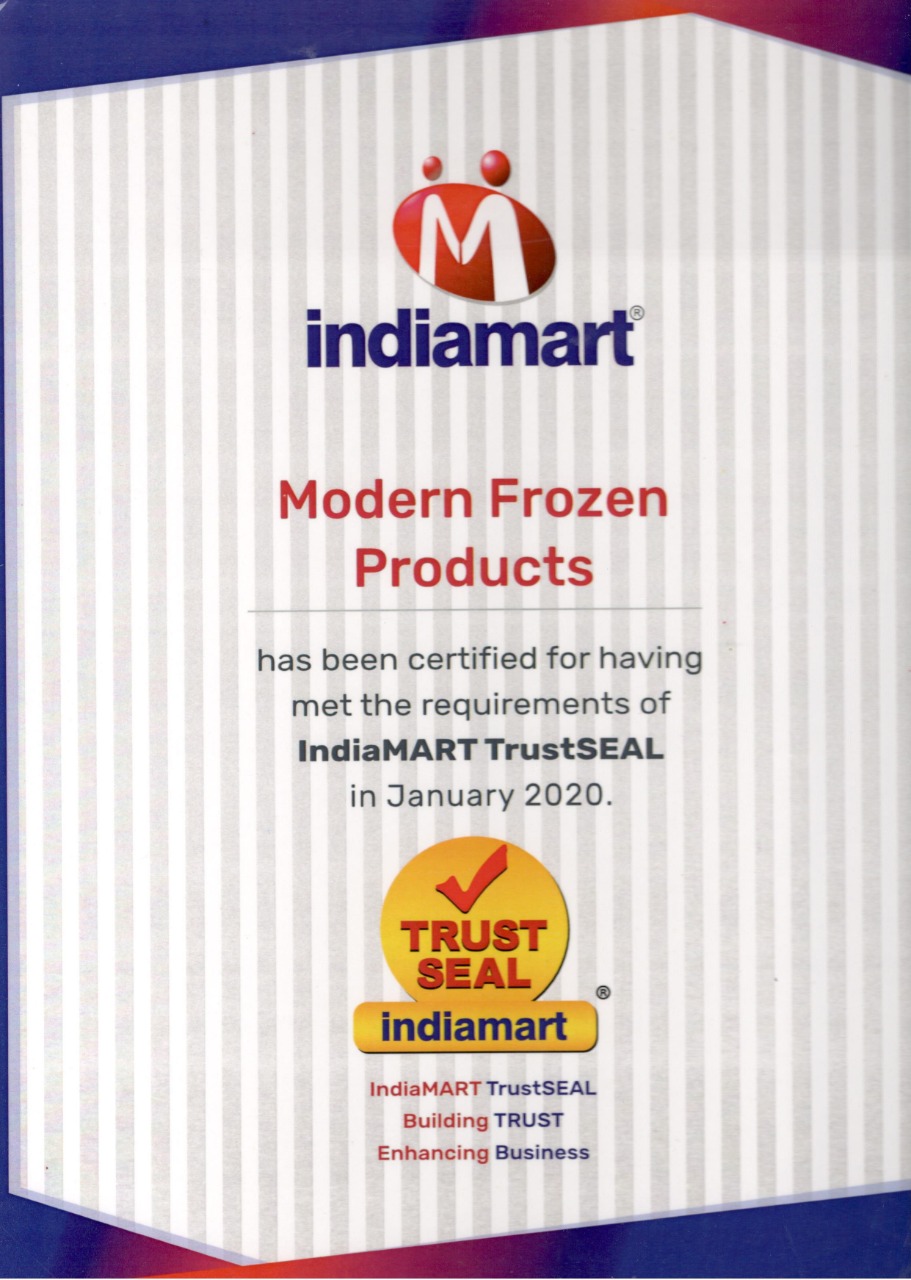 indiamart®
Modern Frozen
Products
has been certified for having
met the requirements of
IndiaMART TrustSEAL
in January 2020.
TRUST
SEAL
®
indiamart
IndiaMART TrustSEAL
Building TRUST
Enhancing Business